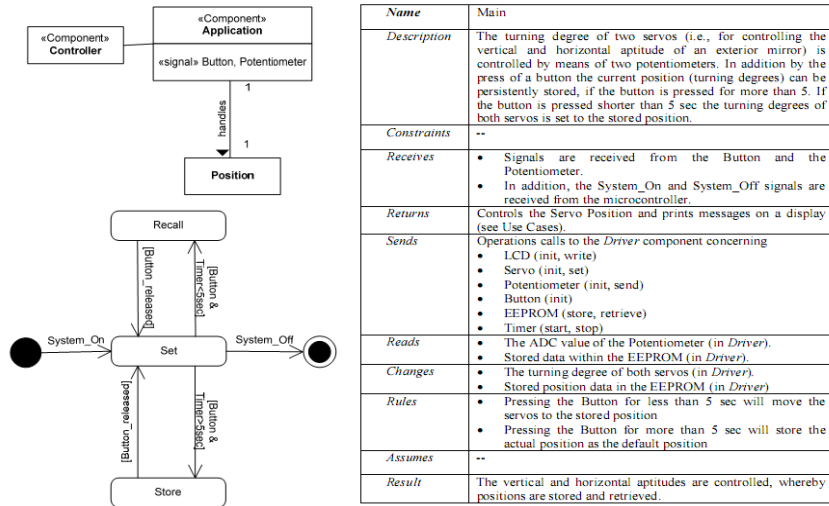 «Component»
Controller
«Component»
Application
«signal» Button, Potentiometer
1
handles
1
Position
Recall
[Button_released]
[Button &
Timer<5sec]
System_On
Set
System_Off
[Button_released]
[Button &
Timer>5sec]
Store
Name Main
Description The turning degree of two servos (i.e., for controlling the
vertical and horizontal aptitude of an exterior mirror) is
controlled by means of two potentiometers. In addition by the
press of a button the current position (turning degrees) can be
persistently stored, if the button is pressed for more than 5. If
the button is pressed shorter than 5 sec the turning degrees of
both servos is set to the stored position.
Constraints --
Receives • Signals are received from the Button and the
Potentiometer.
• In addition, the System_On and System_Off signals are
received from the microcontroller.
Returns Controls the Servo Position and prints messages on a display
(see Use Cases).
Sends Operations calls to the Driver component concerning
• LCD (init, write)
• Servo (init, set)
• Potentiometer (init, send)
• Button (init)
• EEPROM (store, retrieve)
• Timer (start, stop)
Reads • The ADC value of the Potentiometer (in Driver).
• Stored data within the EEPROM (in Driver).
Changes • The turning degree of both servos (in Driver).
• Stored position data in the EEPROM (in Driver)
Rules • Pressing the Button for less than 5 sec will move the
servos to the stored position
• Pressing the Button for more than 5 sec will store the
actual position as the default position
Assumes --
Result The vertical and horizontal aptitudes are controlled, whereby
positions are stored and retrieved.